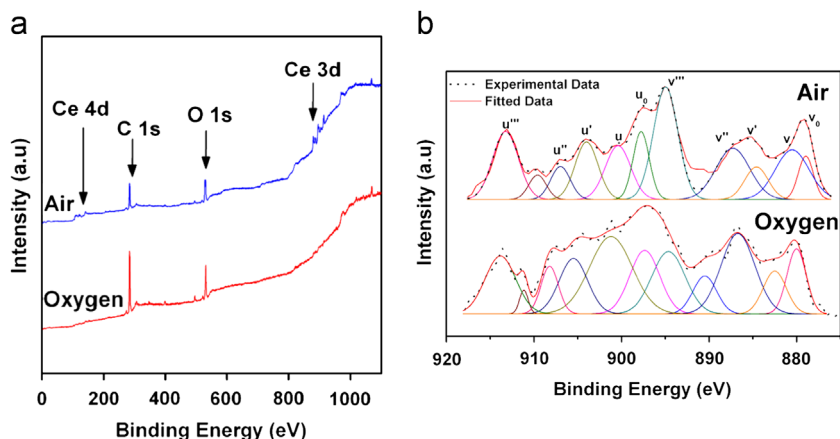 a
Ce 4d
C 1s
O 1s
Ce 3d
Air
Oxygen
Intensity (a.u)
0 200 400 600 800 1000
Binding Energy (eV)
b
Experimental Data
Fitted Data
Air
u''' u'' u' u u₀ v''' v'' v' v v₀
Oxygen
Intensity (a.u)
920 910 900 890 880
Binding Energy (eV)